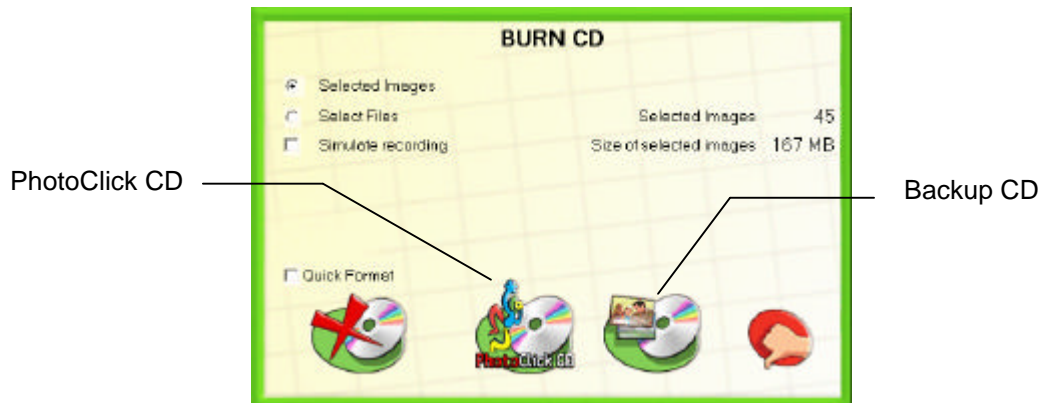 BURN CD
Selected Images
Select Files
Selected Images 45
Simulate recording
Size of selected images 167 MB
PhotoClick CD
Backup CD
Quick Format
PhotoClick CD